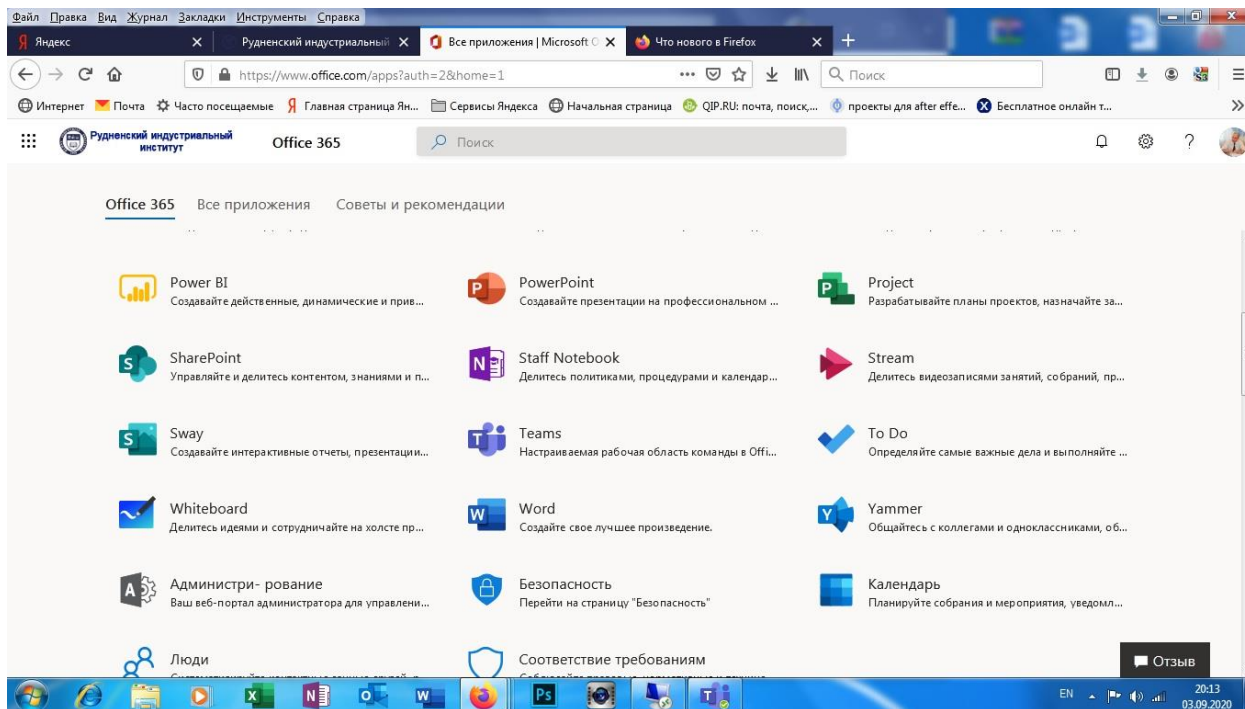 Файл Правка Вид Журнал Закладки Инструменты Справка
Яндекс
Рудненский индустриальный
Все приложения | Microsoft O
Что нового в Firefox
https://www.office.com/apps?auth=2&home=1
Поиск
Интернет Почта Часто посещаемые Главная страница Ян... Сервисы Яндекса Начальная страница QIP.RU: почта, поиск,... проекты для after effe... Бесплатное онлайн т...
Рудненский индустриальный
институт
Office 365
Поиск
Office 365 Все приложения Советы и рекомендации
Power BI
Создавайте действенные, динамические и прив...
PowerPoint
Создавайте презентации на профессиональном ...
Project
Разрабатывайте планы проектов, назначайте за...
SharePoint
Управляйте и делитесь контентом, знаниями и п...
Staff Notebook
Делитесь политиками, процедурами и календар...
Stream
Делитесь видеозаписями занятий, собраний, пр...
Sway
Создавайте интерактивные отчеты, презентации...
Teams
Настраиваемая рабочая область команды в Offi...
To Do
Определяйте самые важные дела и выполняйте ...
Whiteboard
Делитесь идеями и сотрудничайте на холсте пр...
Word
Создайте свое лучшее произведение.
Yammer
Общайтесь с коллегами и одноклассниками, об...
Администри- рование
Ваш веб-портал администратора для управлени...
Безопасность
Перейти на страницу "Безопасность"
Календарь
Планируйте собрания и мероприятия, уведомл...
Люди
Соответствие требованиям
Отзыв
EN
20:13
03.09.2020